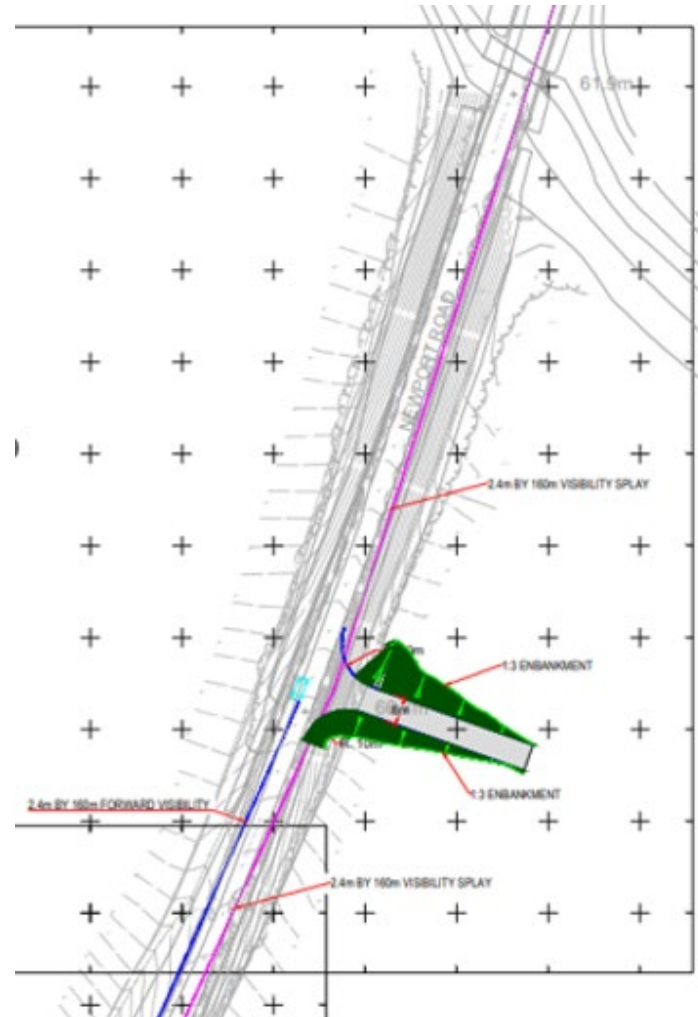 61.9m
NEWPORT ROAD
2.4m BY 160m VISIBILITY SPLAY
1:3 ENBANKMENT
1:3 ENBANKMENT
2.4m BY 160m FORWARD VISIBILITY
2.4m BY 160m VISIBILITY SPLAY